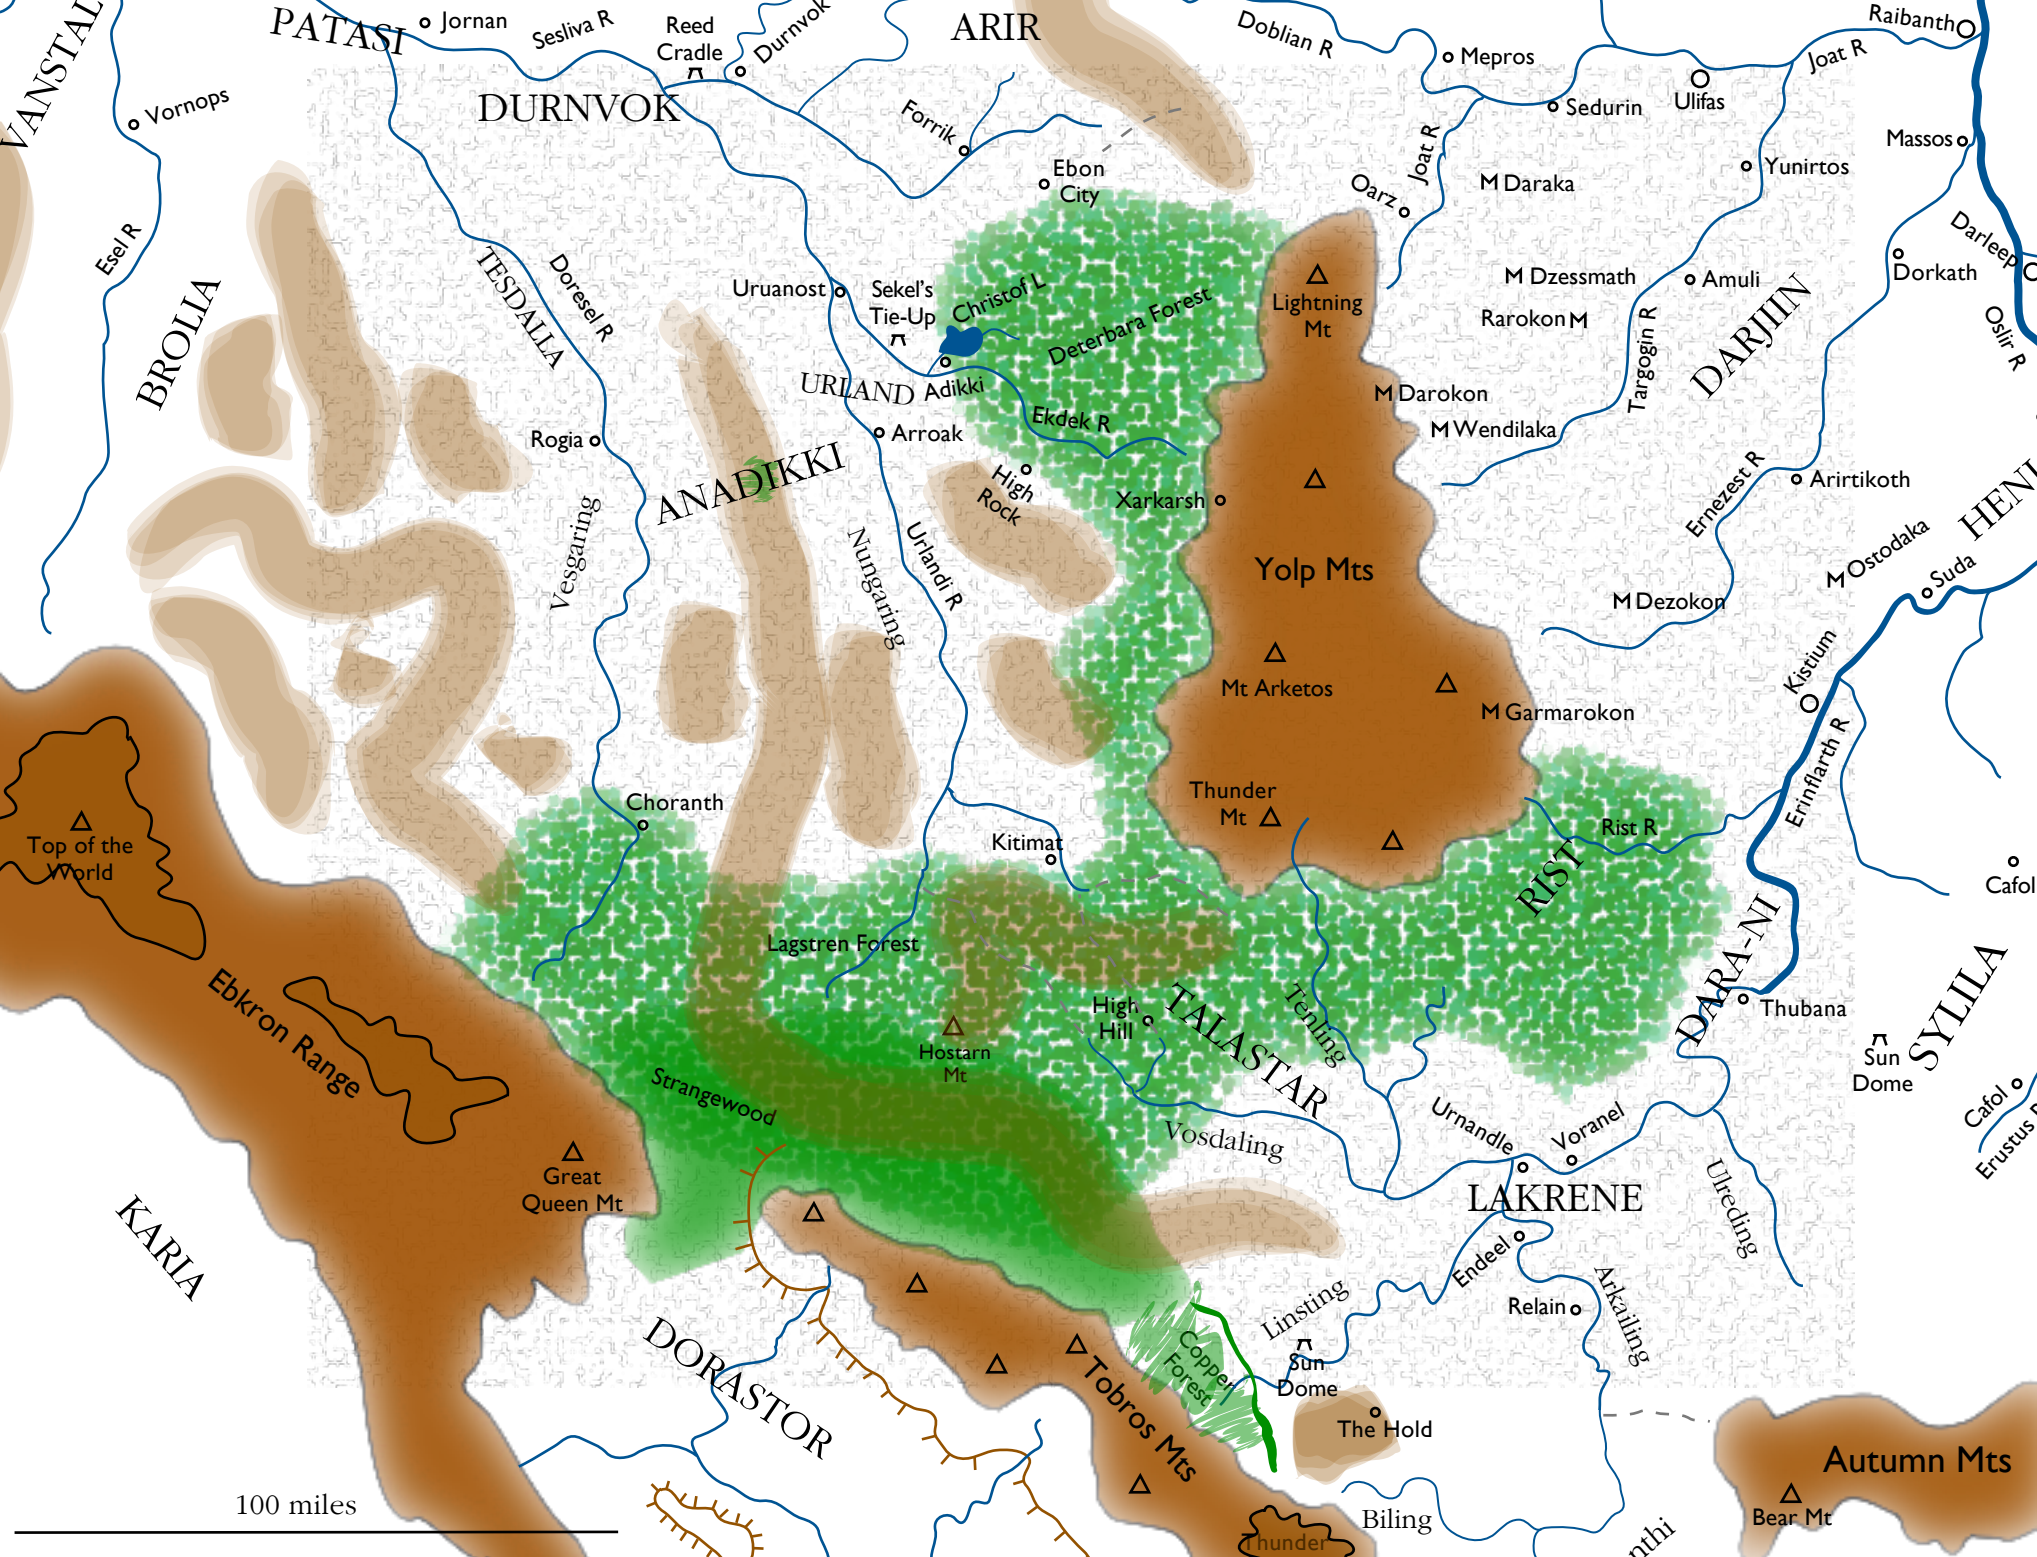 PATASI
Jornan
Sesliva R
Reed
Cradle
Durnvok
ARIR
Doblian R
Mepros
Raibanth
Joat R
VANSTAL
Vornops
DURNVOK
Forrik
Ebon
City
Sedurin
Ulifas
Massos
Joat R
Oarz
Daraka
Yunirtos
Darleep
Dorkath
Oslir R
Esel R
BROLIA
TESDALLA
Doresel R
Uruanost
Sekel's
Tie-Up
Christof L
Deterbara Forest
Lightning
Mt
Dzessmath
Amuli
Rarokon
Targogin R
DARJIIN
URLAND
Adikki
Ekdek R
Darokon
Wendilaka
Rogia
Arroak
ANADIKKI
High
Rock
Xarkarsh
Ernezest R
Arirtikoth
Vesgaring
Nungaring
Urlandi R
Yolp Mts
Ostodaka
Suda
Dezokon
Kistium
Mt Arketos
Garmarokon
Erinflarth R
Thunder
Mt
Choranth
Kitimat
Rist R
RIST
Top of the
World
Cafol
Lagstren Forest
DARA-NI
SYLILA
Ebkron Range
High
Hill
TALASTAR
Tenling
Thubana
Hostarn
Mt
Sun
Dome
Strangewood
Vosdaling
Urnandle
Voranel
Cafol
Great
Queen Mt
LAKRENE
Ulreding
KARIA
Endeel
Linsting
Relain
Arkailing
DORASTOR
Copper
Forest
Sun
Dome
Tobros Mts
The Hold
Autumn Mts
100 miles
Biling
Bear Mt
Thunder